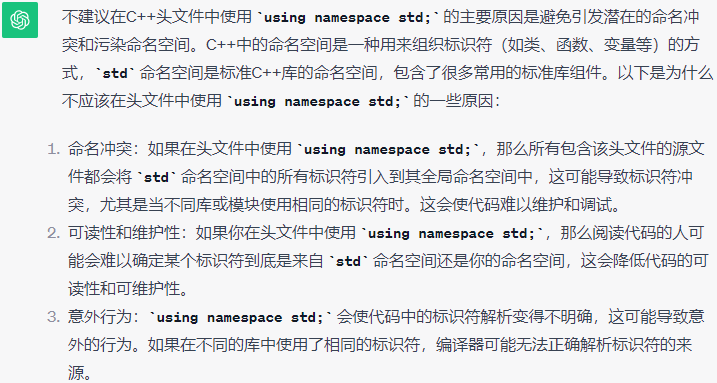 不建议在C++头文件中使用 `using namespace std;` 的主要原因是避免引发潜在的命名冲
突和污染命名空间。C++中的命名空间是一种用来组织标识符（如类、函数、变量等）的方
式，`std` 命名空间是标准C++库的命名空间，包含了很多常用的标准库组件。以下是为什么
不应该在头文件中使用 `using namespace std;` 的一些原因：
1. 命名冲突：如果在头文件中使用 `using namespace std;`，那么所有包含该头文件的源文
件都会将 `std` 命名空间中的所有标识符引入到其全局命名空间中，这可能导致标识符冲
突，尤其是当不同库或模块使用相同的标识符时。这会使代码难以维护和调试。
2. 可读性和维护性：如果你在头文件中使用 `using namespace std;`，那么阅读代码的人可
能会难以确定某个标识符到底是来自 `std` 命名空间还是你的命名空间，这会降低代码的可
读性和可维护性。
3. 意外行为：`using namespace std;` 会使代码中的标识符解析变得不明确，这可能导致意
外的行为。如果在不同的库中使用了相同的标识符，编译器可能无法正确解析标识符的来
源。